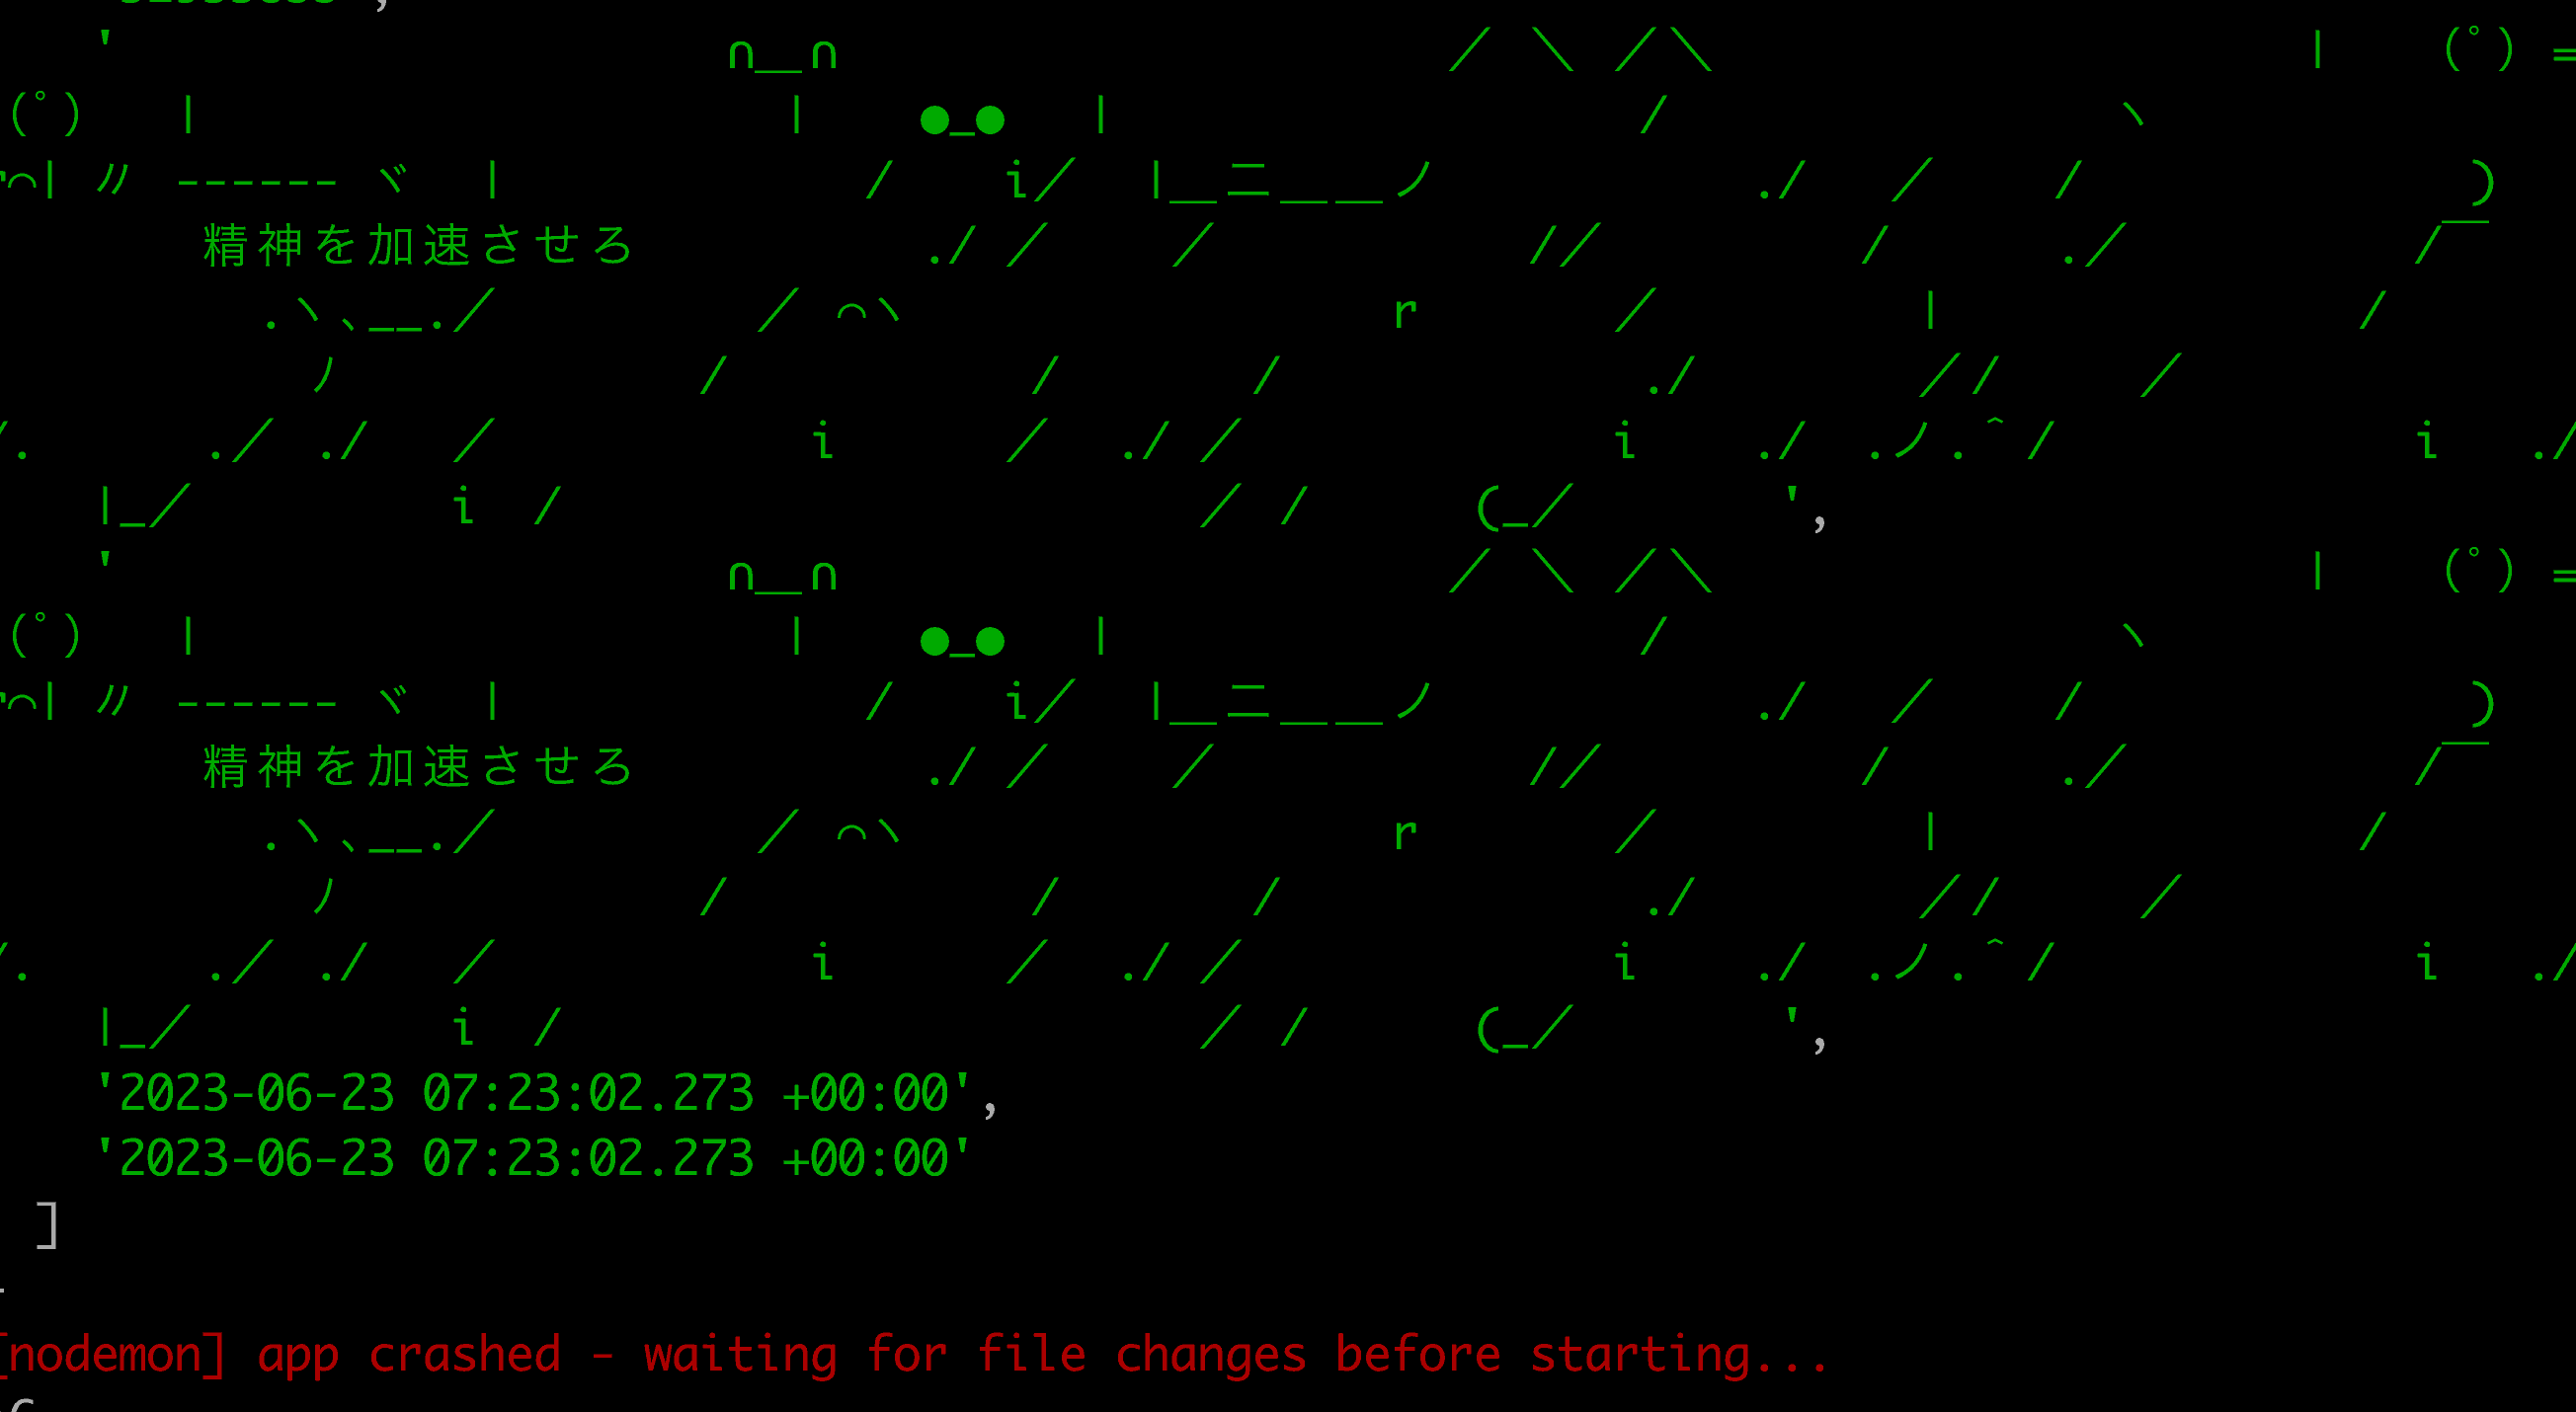 '                    ∩＿∩                    ／ ＼ ／＼                    |    (ﾟ) ＝
(ﾟ)   |                    |    ●_●   |                    /                ヽ
⌒| 〃 ------ ヾ  |              /    i／  |＿二＿＿ノ            ./   ／    /              )
精神を加速させろ           ./ ／    ／            //         /      ./          /￣
.ヽ、__./         / ⌒ヽ                  r       ／         |               /
)              /           /       /             ./        ／/     ／
/.      ./  ./   ／            i      ／  ./ ／              i    ./  .ノ.^ /             i   ./
|_／         i  /                       ／ /      (_／       ',
'                    ∩＿∩                    ／ ＼ ／＼                    |    (ﾟ) ＝
(ﾟ)   |                    |    ●_●   |                    /                ヽ
⌒| 〃 ------ ヾ  |              /    i／  |＿二＿＿ノ            ./   ／    /              )
精神を加速させろ           ./ ／    ／            //         /      ./          /￣
.ヽ、__./         / ⌒ヽ                  r       ／         |               /
)              /           /       /             ./        ／/     ／
/.      ./  ./   ／            i      ／  ./ ／              i    ./  .ノ.^ /             i   ./
|_／         i  /                       ／ /      (_／       ',
'2023-06-23 07:23:02.273 +00:00',
'2023-06-23 07:23:02.273 +00:00'
]
[nodemon] app crashed - waiting for file changes before starting...